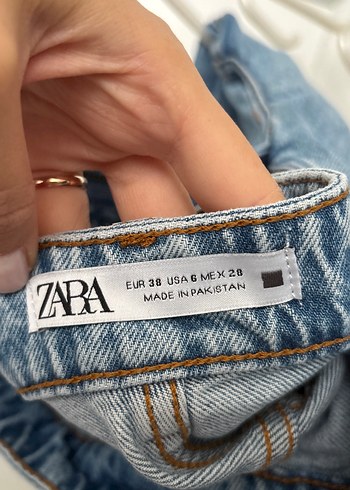 ZARA
EUR 38 USA 6 MEX 28
MADE IN PAKISTAN